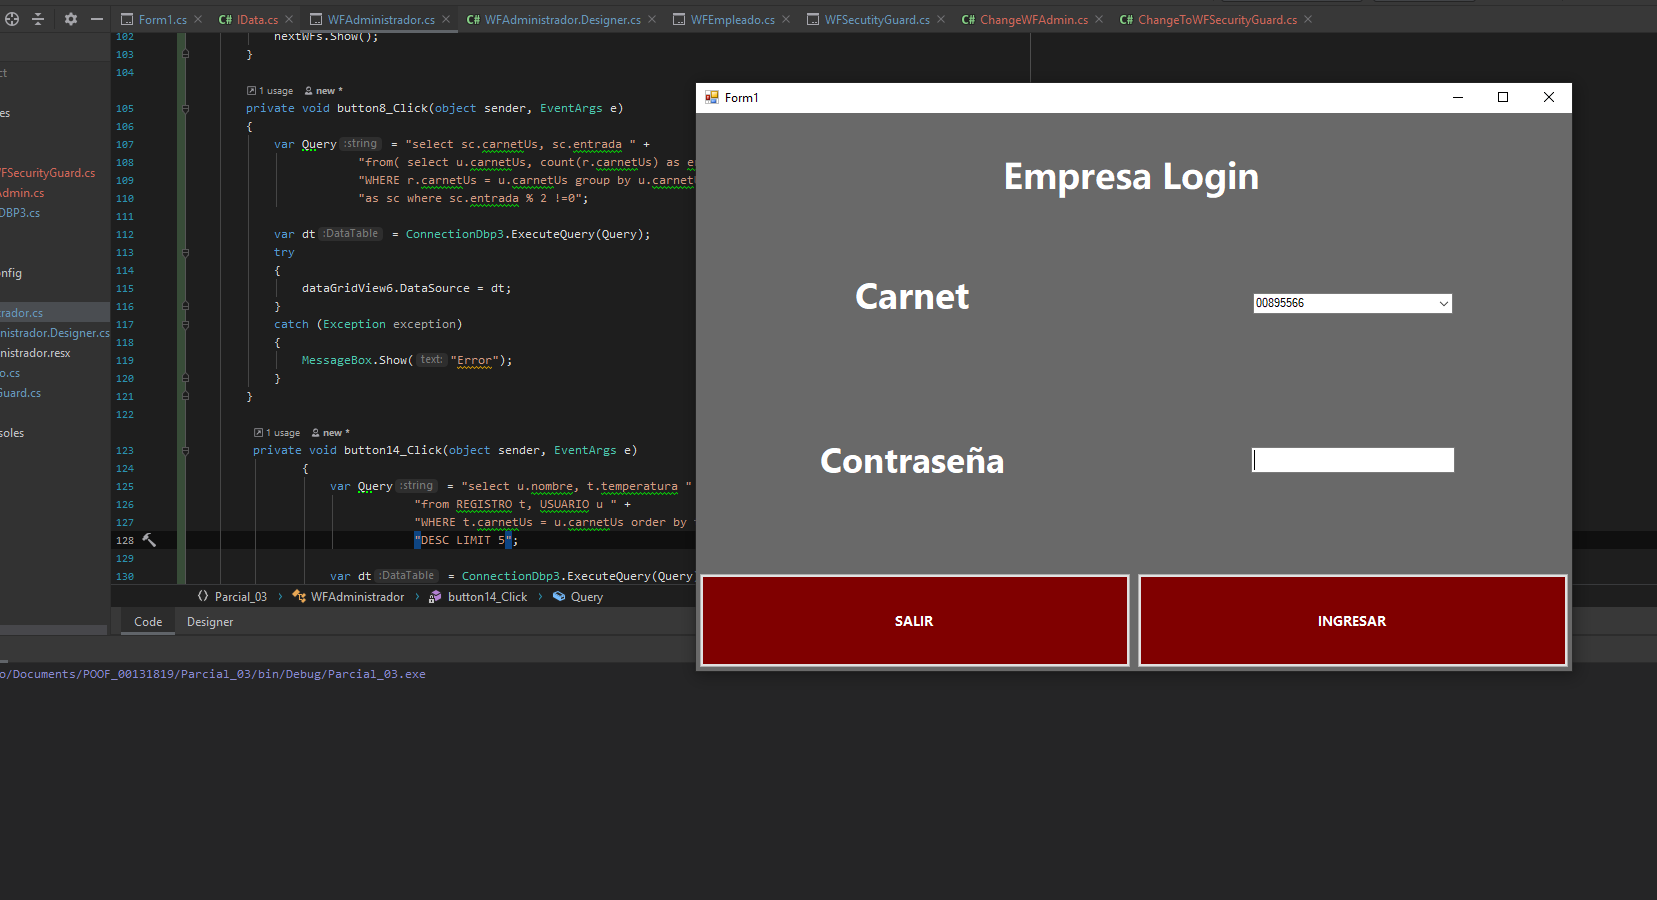 Form1.cs
C# IData.cs
WFAdministrador.cs
C# WFAdministrador.Designer.cs
WFEmpleado.cs
WFSecutityGuard.cs
C# ChangeWFAdmin.cs
C# ChangeToWFSecurityGuard.cs
ct
es
FSecurityGuard.cs
Admin.cs
DBP3.cs
nfig
rador.cs
nistrador.Designer.cs
nistrador.resx
o.cs
Guard.cs
soles
102 nextWFs.Show();
103 }
104
1 usage new *
105 private void button8_Click(object sender, EventArgs e)
106 {
107 var Query :string = "select sc.carnetUs, sc.entrada " +
108 "from( select u.carnetUs, count(r.carnetUs) as e
109 "WHERE r.carnetUs = u.carnetUs group by u.carnetU
110 "as sc where sc.entrada % 2 !=0";
111
112 var dt :DataTable = ConnectionDbp3.ExecuteQuery(Query);
113 try
114 {
115 dataGridView6.DataSource = dt;
116 }
117 catch (Exception exception)
118 {
119 MessageBox.Show( text: "Error");
120 }
121 }
122
1 usage new *
123 private void button14_Click(object sender, EventArgs e)
124 {
125 var Query :string = "select u.nombre, t.temperatura "
126 "from REGISTRO t, USUARIO u " +
127 "WHERE t.carnetUs = u.carnetUs order by
128 "DESC LIMIT 5";
129
130 var dt :DataTable = ConnectionDbp3.ExecuteQuery(Query
Parcial_03 › WFAdministrador › button14_Click › Query
Code Designer
o/Documents/POOF_00131819/Parcial_03/bin/Debug/Parcial_03.exe
Form1
Empresa Login
Carnet
00895566
Contraseña
SALIR
INGRESAR